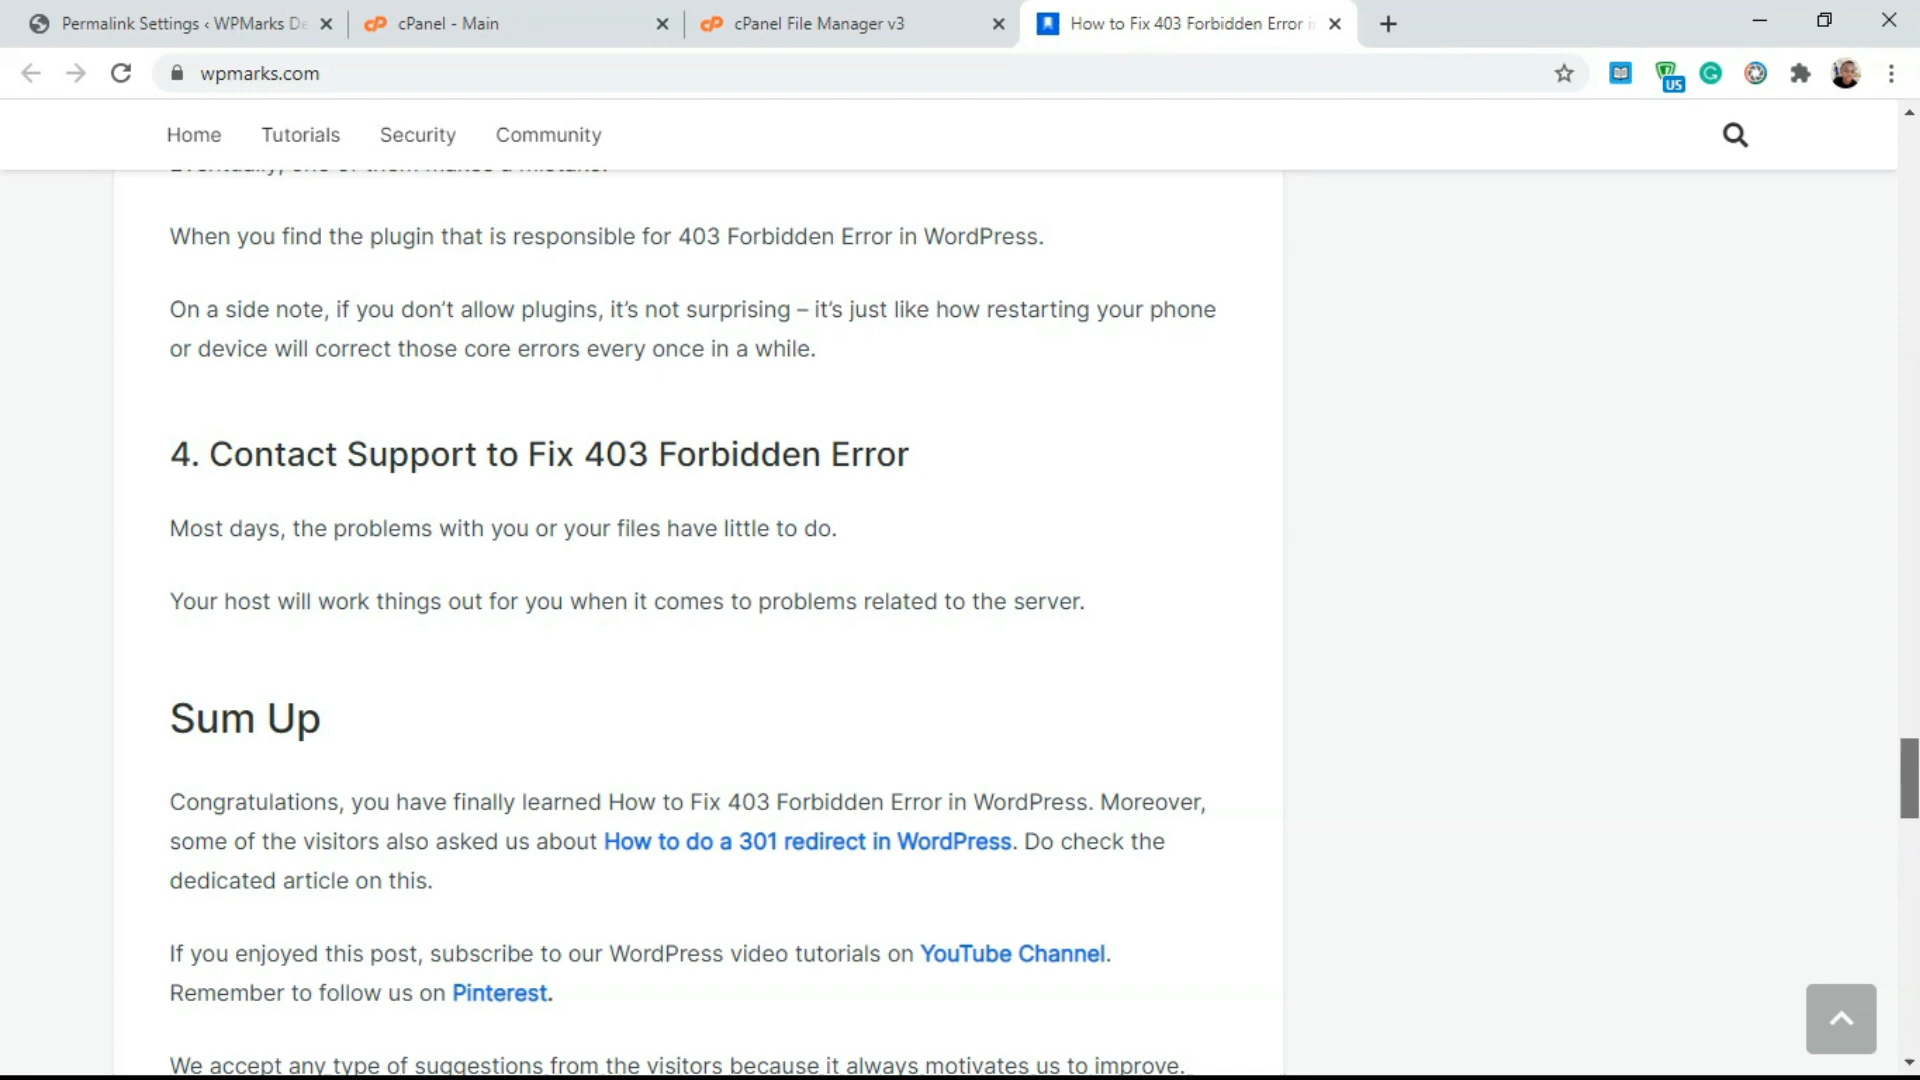 Permalink Settings ‹ WPMarks De
cPanel - Main
cPanel File Manager v3
How to Fix 403 Forbidden Error i
wpmarks.com
US
Home Tutorials Security Community
When you find the plugin that is responsible for 403 Forbidden Error in WordPress.
On a side note, if you don’t allow plugins, it’s not surprising – it’s just like how restarting your phone
or device will correct those core errors every once in a while.
4. Contact Support to Fix 403 Forbidden Error
Most days, the problems with you or your files have little to do.
Your host will work things out for you when it comes to problems related to the server.
Sum Up
Congratulations, you have finally learned How to Fix 403 Forbidden Error in WordPress. Moreover,
some of the visitors also asked us about How to do a 301 redirect in WordPress. Do check the
dedicated article on this.
If you enjoyed this post, subscribe to our WordPress video tutorials on YouTube Channel.
Remember to follow us on Pinterest.
We accept any type of suggestions from the visitors because it always motivates us to improve.